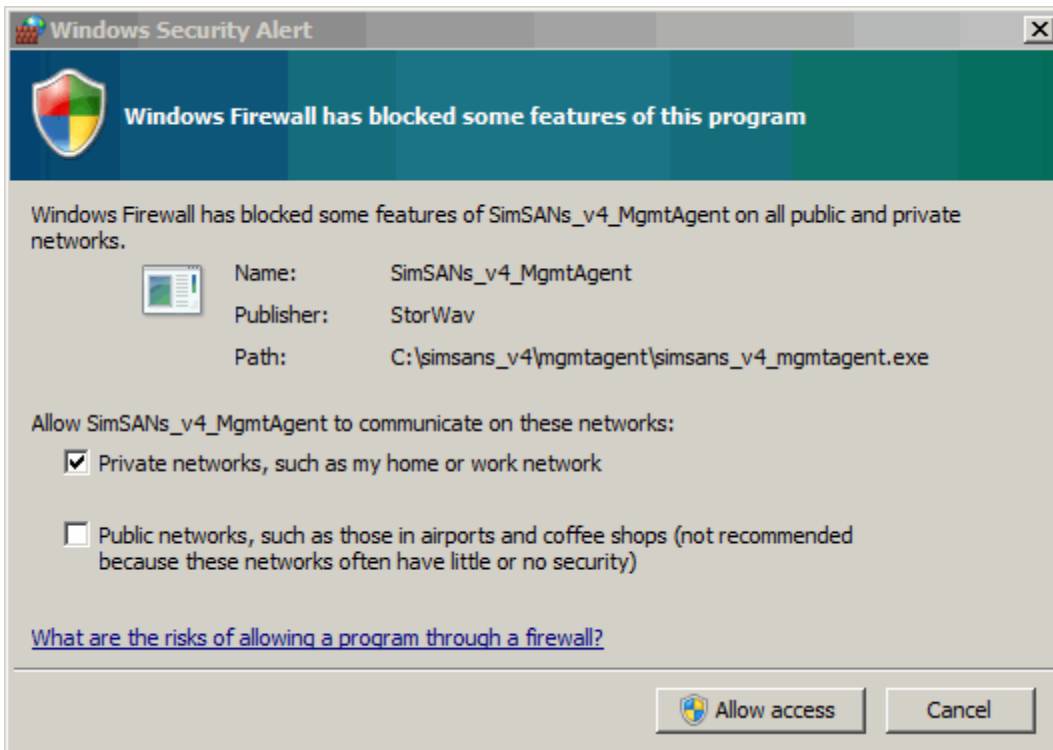 Windows Security Alert
Windows Firewall has blocked some features of this program
Windows Firewall has blocked some features of SimSANs_v4_MgmtAgent on all public and private
networks.
Name: SimSANs_v4_MgmtAgent
Publisher: StorWav
Path: C:\simsans_v4\mgmtagent\simsans_v4_mgmtagent.exe
Allow SimSANs_v4_MgmtAgent to communicate on these networks:
Private networks, such as my home or work network
Public networks, such as those in airports and coffee shops (not recommended
because these networks often have little or no security)
What are the risks of allowing a program through a firewall?
Allow access Cancel